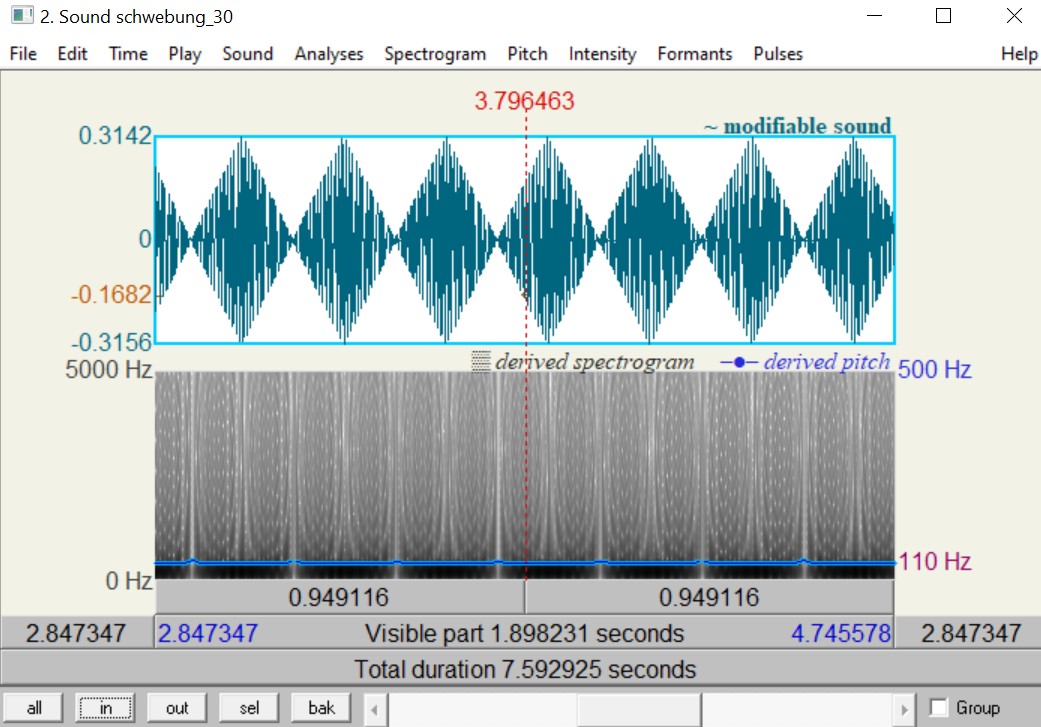 2. Sound schwebung_30
File Edit Time Play Sound Analyses Spectrogram Pitch Intensity Formants Pulses Help
3.796463
0.3142 ~ modifiable sound
0
-0.1682
-0.3156
5000 Hz derived spectrogram derived pitch 500 Hz
110 Hz
0 Hz
0.949116 0.949116
2.847347 2.847347 Visible part 1.898231 seconds 4.745578 2.847347
Total duration 7.592925 seconds
all in out sel bak Group